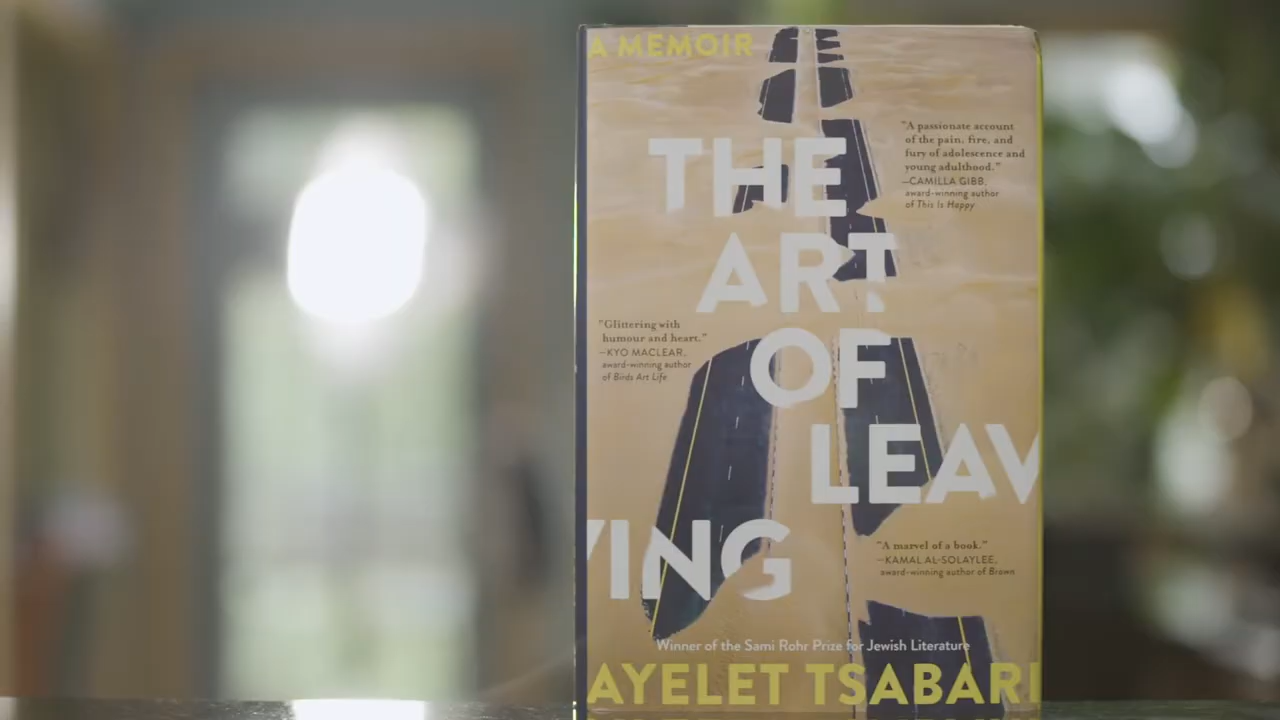 A MEMOIR
THE
ART
OF
LEAV
VING
"A passionate account
of the pain, fire, and
fury of adolescence and
young adulthood."
—CAMILLA GIBB,
award-winning author
of This Is Happy
"Glittering with
humour and heart."
—KYO MACLEAR,
award-winning author
of Birds Art Life
"A marvel of a book."
—KAMAL AL-SOLAYLEE,
award-winning author of Brown
Winner of the Sami Rohr Prize for Jewish Literature
AYELET TSABARI